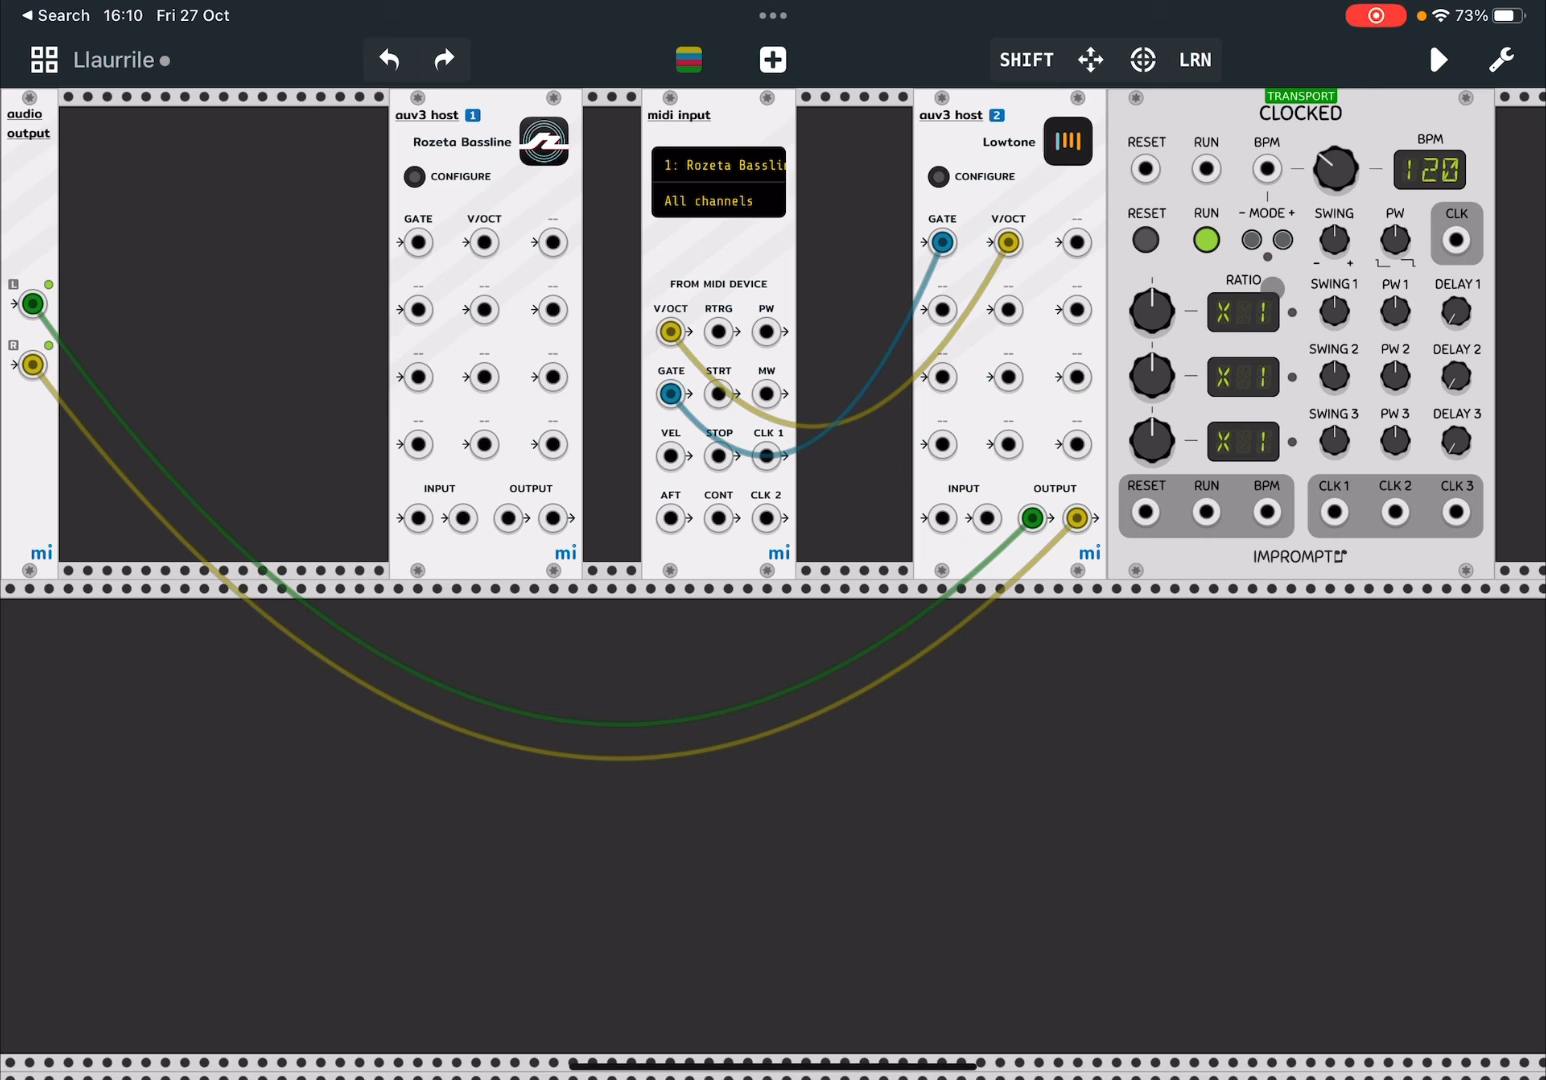 ◀ Search 16:10 Fri 27 Oct
73%
Llaurrile
SHIFT
LRN
audio
output
L
R
mi
auv3 host 1
Rozeta Bassline
CONFIGURE
GATE V/OCT --
-- -- --
-- -- --
-- -- --
INPUT OUTPUT
mi
midi input
1: Rozeta Basslin
All channels
FROM MIDI DEVICE
V/OCT RTRG PW
GATE STRT MW
VEL STOP CLK 1
AFT CONT CLK 2
mi
auv3 host 2
Lowtone
CONFIGURE
GATE V/OCT --
-- -- --
-- -- --
-- -- --
INPUT OUTPUT
mi
TRANSPORT
CLOCKED
RESET RUN BPM BPM
120
RESET RUN - MODE + SWING PW CLK
- +
RATIO SWING 1 PW 1 DELAY 1
X 1
SWING 2 PW 2 DELAY 2
X 1
SWING 3 PW 3 DELAY 3
X 1
RESET RUN BPM CLK 1 CLK 2 CLK 3
IMPROMPTU